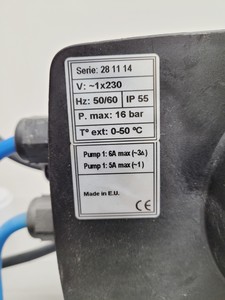 Serie: 28 11 14
V: ~1x230
Hz: 50/60 IP 55
P. max: 16 bar
Tº ext: 0-50 ºC
Pump 1: 6A max (~3∆)
Pump 1: 5A max (~1)
Made in E.U.
CE